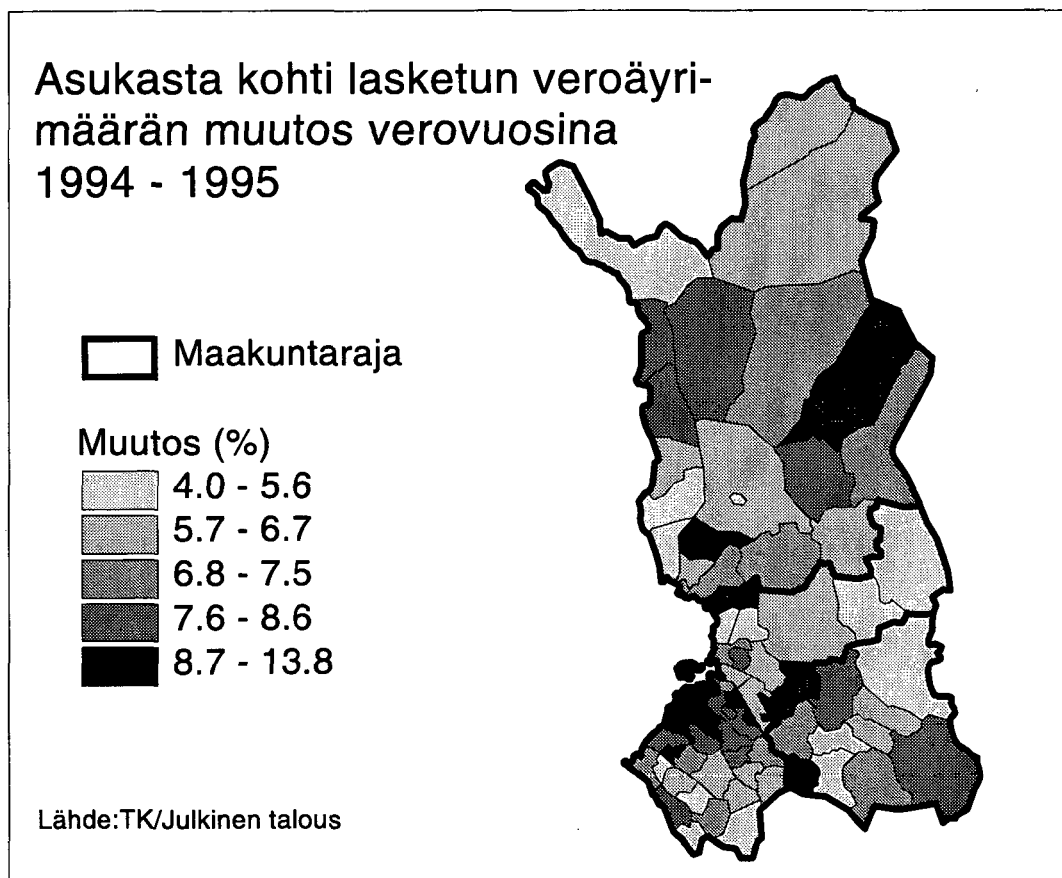 Asukasta kohti lasketun veroäyri-
määrän muutos verovuosina
1994 - 1995
Maakuntaraja
Muutos (%)
4.0 - 5.6
5.7 - 6.7
6.8 - 7.5
7.6 - 8.6
8.7 - 13.8
Lähde:TK/Julkinen talous